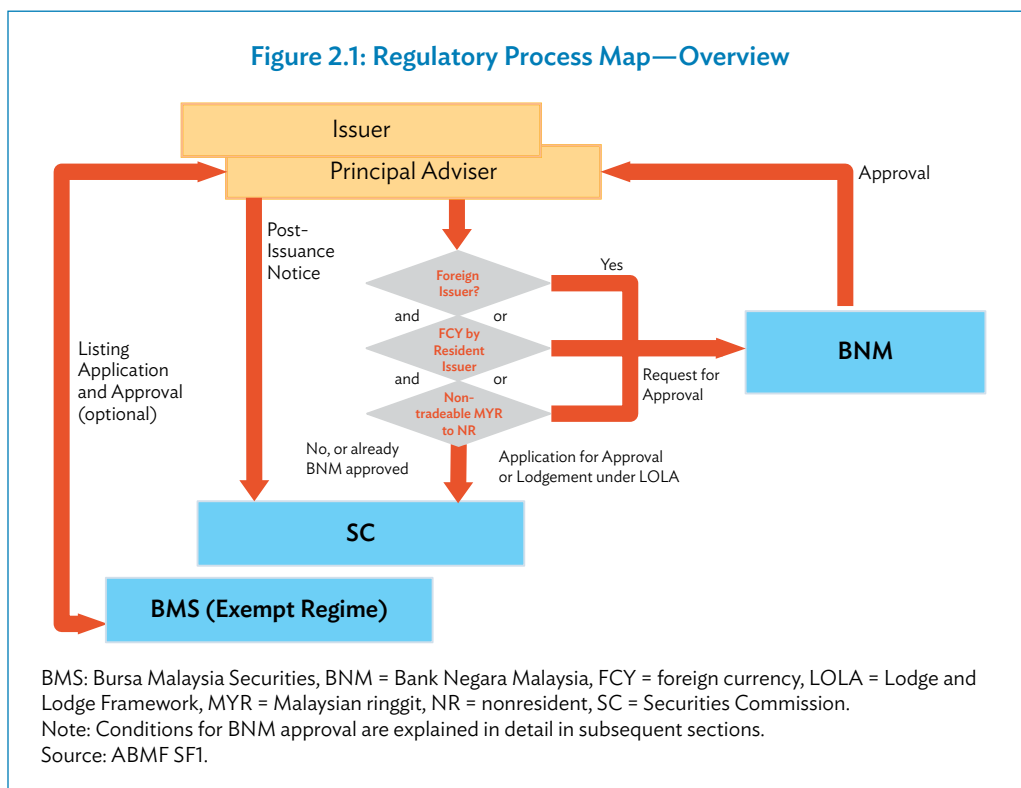 Figure 2.1: Regulatory Process Map—Overview
Issuer
Principal Adviser
Approval
Post-
Issuance
Notice
Foreign
Issuer?
Yes
and or
FCY by
Resident
Issuer
BNM
Listing
Application
and Approval
(optional)
and or
Request for
Approval
Non-
tradeable MYR
to NR
No, or already
BNM approved
Application for Approval
or Lodgement under LOLA
SC
BMS (Exempt Regime)
BMS: Bursa Malaysia Securities, BNM = Bank Negara Malaysia, FCY = foreign currency, LOLA = Lodge and
Lodge Framework, MYR = Malaysian ringgit, NR = nonresident, SC = Securities Commission.
Note: Conditions for BNM approval are explained in detail in subsequent sections.
Source: ABMF SF1.